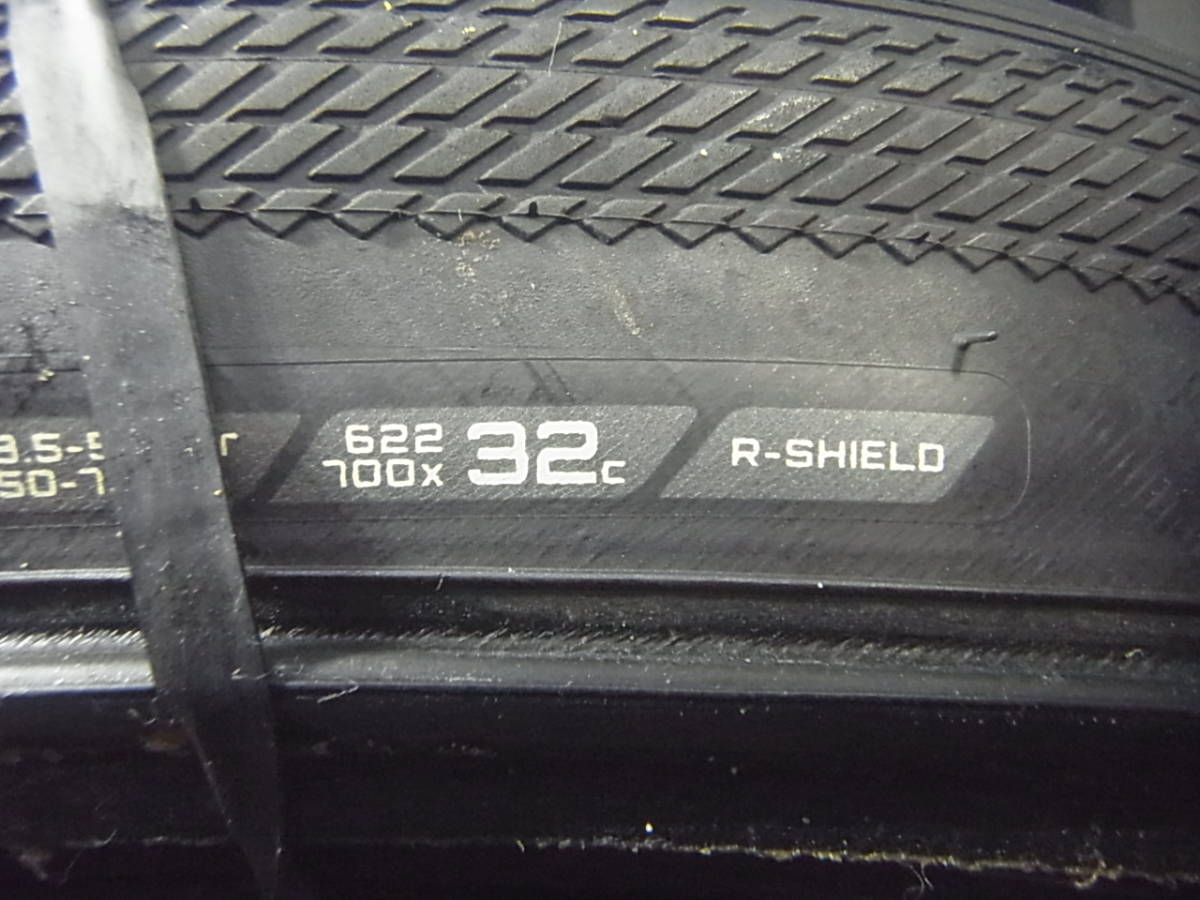 622
700x 32c
R-SHIELD